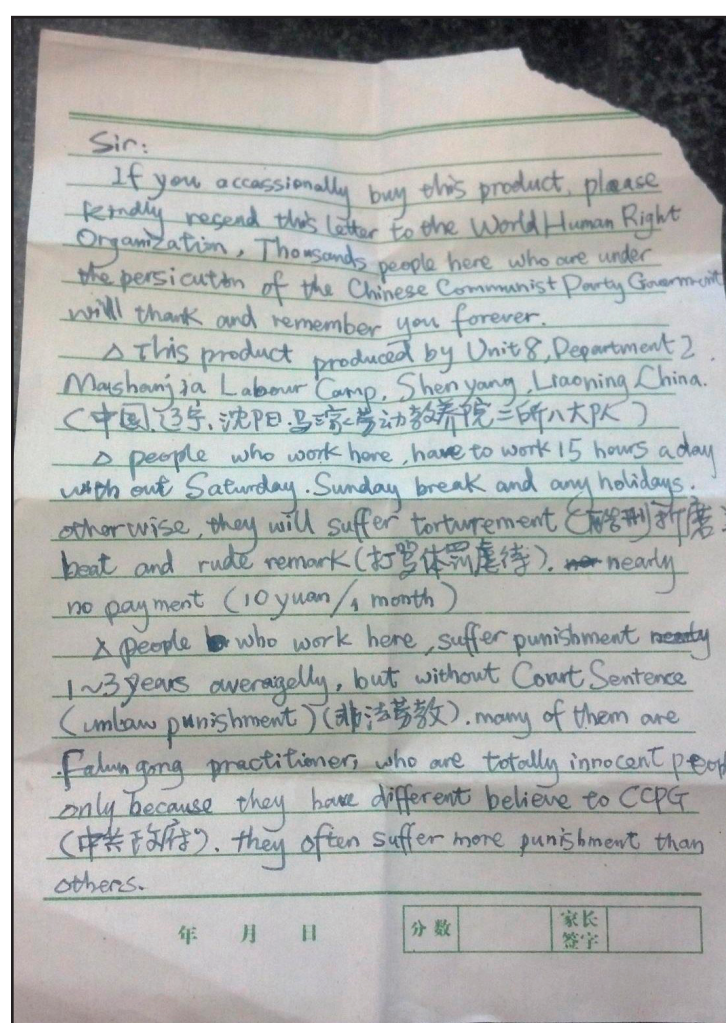 Sir:
If you accassionally buy this product, please
kindly resend this letter to the World Human Right
Organization, Thousands people here who are under
the persicution of the Chinese Communist Party Goverment
will thank and remember you forever.
△ This product produced by Unit 8, Department 2
Mashanjia Labour Camp, Shenyang, Liaoning, China.
(中国,辽宁,沈阳,马三家劳动教养院二所八大队)
△ people who work here, have to work 15 hours a day
with out Saturday. Sunday break and any holidays.
otherwise, they will suffer torturement (酷刑折磨)
beat and rude remark (打骂体罚虐待). nearly
no payment (10 yuan/1 month)
△ people who work here, suffer punishment
1~3 years averagelly, but without Court Sentence
(unlaw punishment) (非法劳教). many of them are
Falun gong practitioner, who are totally innocent peopl
only because they have different believe to CCPG
(中共政府). they often suffer more punishment than
others.
年 月 日
分数 家长签字